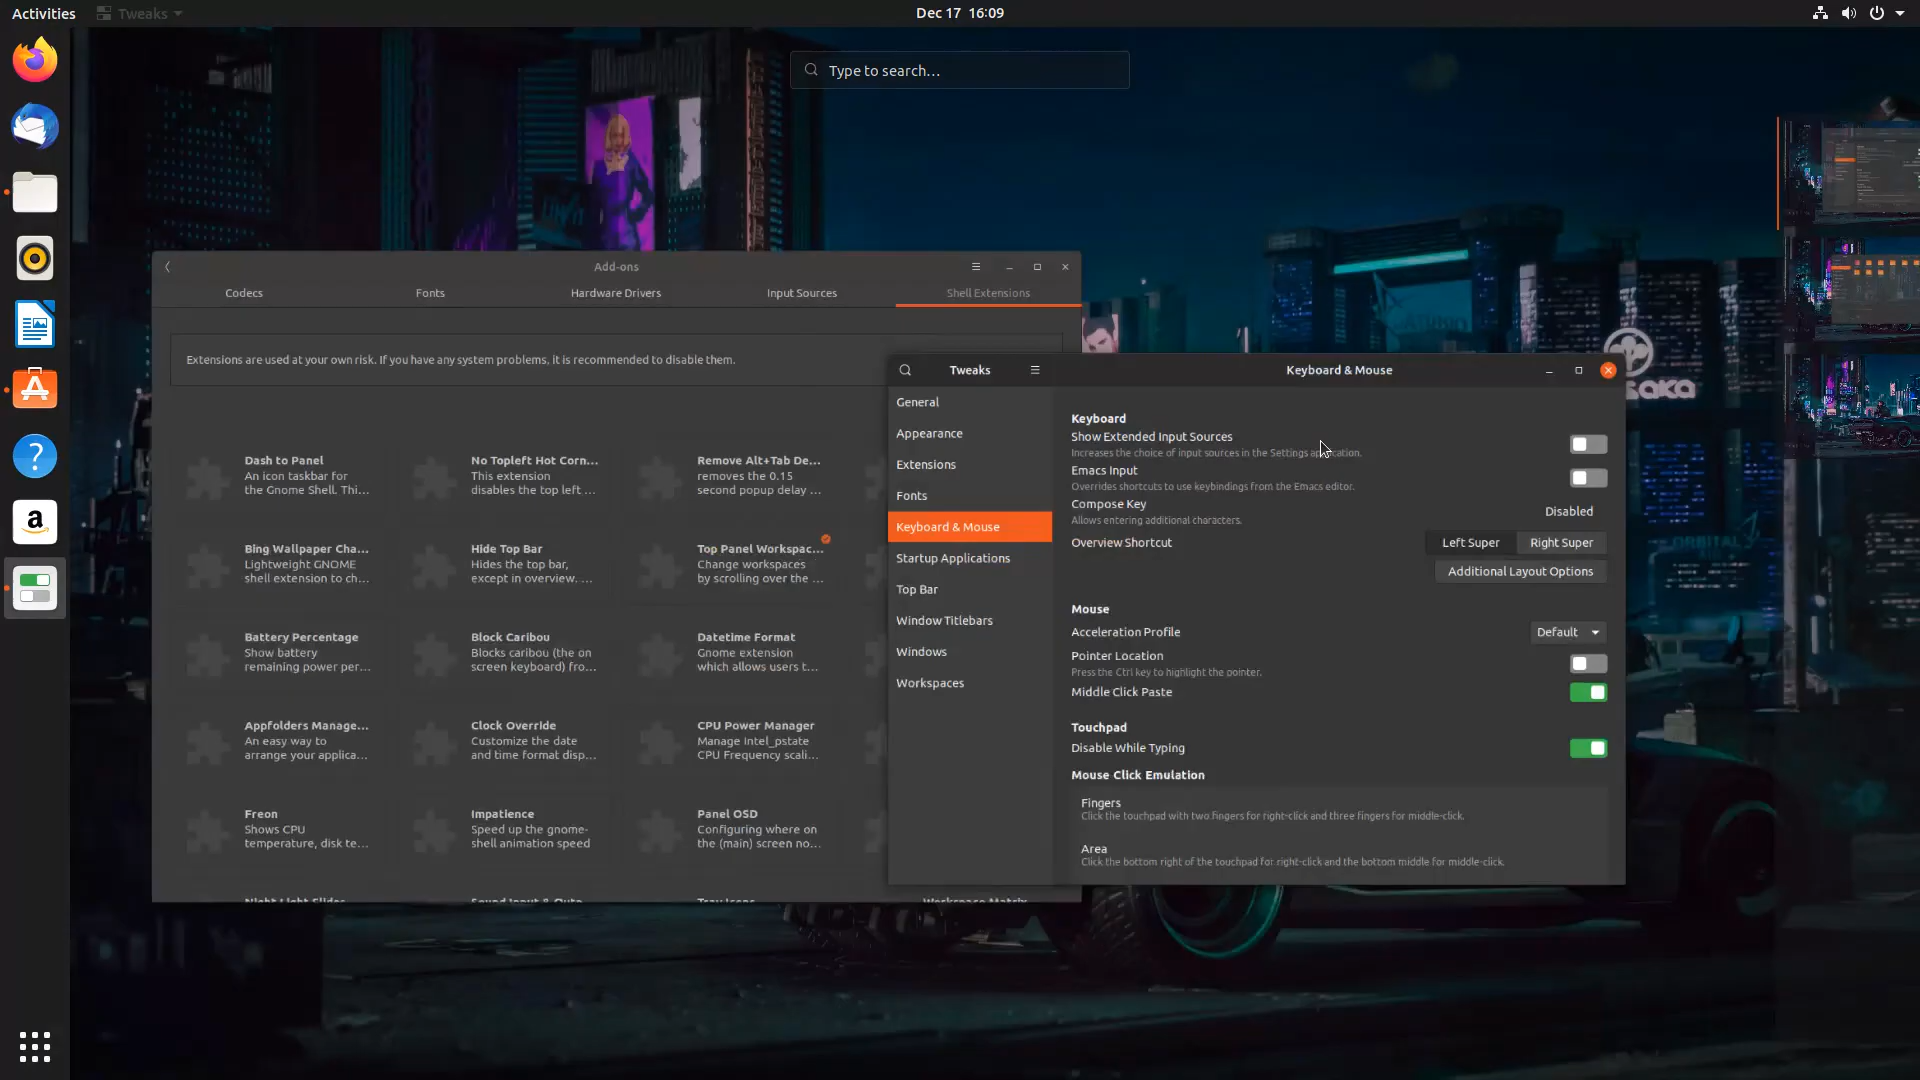 Activities
Tweaks
Dec 17 16:09
Type to search…
Add-ons
Codecs
Fonts
Hardware Drivers
Input Sources
Shell Extensions
Extensions are used at your own risk. If you have any system problems, it is recommended to disable them.
Dash to Panel
An icon taskbar for
the Gnome Shell. Thi...
No Topleft Hot Corn...
This extension
disables the top left ...
Remove Alt+Tab De...
removes the 0.15
second popup delay ...
Bing Wallpaper Cha...
Lightweight GNOME
shell extension to ch...
Hide Top Bar
Hides the top bar,
except in overview. ...
Top Panel Workspac...
Change workspaces
by scrolling over the ...
Battery Percentage
Show battery
remaining power per...
Block Caribou
Blocks caribou (the on
screen keyboard) fro...
Datetime Format
Gnome extension
which allows users t...
Appfolders Manage...
An easy way to
arrange your applica...
Clock Override
Customize the date
and time format disp...
CPU Power Manager
Manage Intel_pstate
CPU Frequency scali...
Freon
Shows CPU
temperature, disk te...
Impatience
Speed up the gnome-
shell animation speed
Panel OSD
Configuring where on
the (main) screen no...
Night Light Slider
Sound Input & Outp
Tray Icons
Workspace Matrix
Tweaks
Keyboard & Mouse
General
Appearance
Extensions
Fonts
Keyboard & Mouse
Startup Applications
Top Bar
Window Titlebars
Windows
Workspaces
Keyboard
Show Extended Input Sources
Increases the choice of input sources in the Settings application.
Emacs Input
Overrides shortcuts to use keybindings from the Emacs editor.
Compose Key
Disabled
Allows entering additional characters.
Overview Shortcut
Left Super
Right Super
Additional Layout Options
Mouse
Acceleration Profile
Default
Pointer Location
Press the Ctrl key to highlight the pointer.
Middle Click Paste
Touchpad
Disable While Typing
Mouse Click Emulation
Fingers
Click the touchpad with two fingers for right-click and three fingers for middle-click.
Area
Click the bottom right of the touchpad for right-click and the bottom middle for middle-click.
ORBITAL